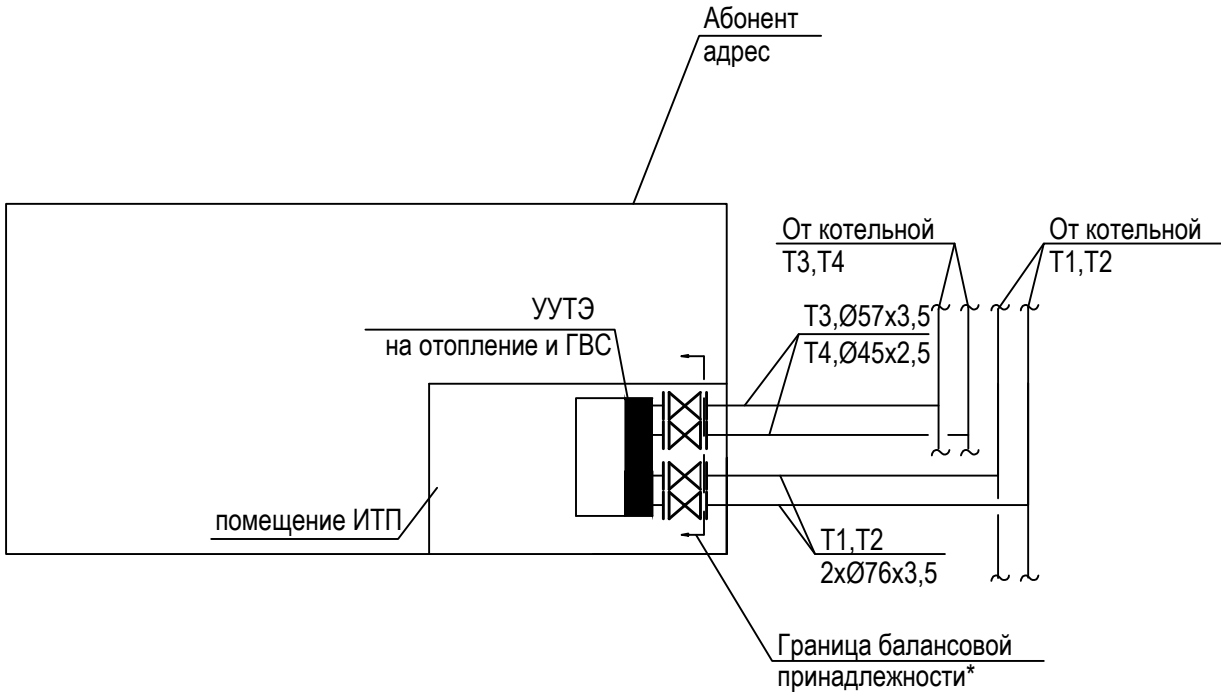 Абонент
адрес
От котельной
Т3,Т4
От котельной
Т1,Т2
УУТЭ
на отопление и ГВС
Т3,Ø57х3,5
Т4,Ø45х2,5
помещение ИТП
Т1,Т2
2хØ76х3,5
Граница балансовой
принадлежности*